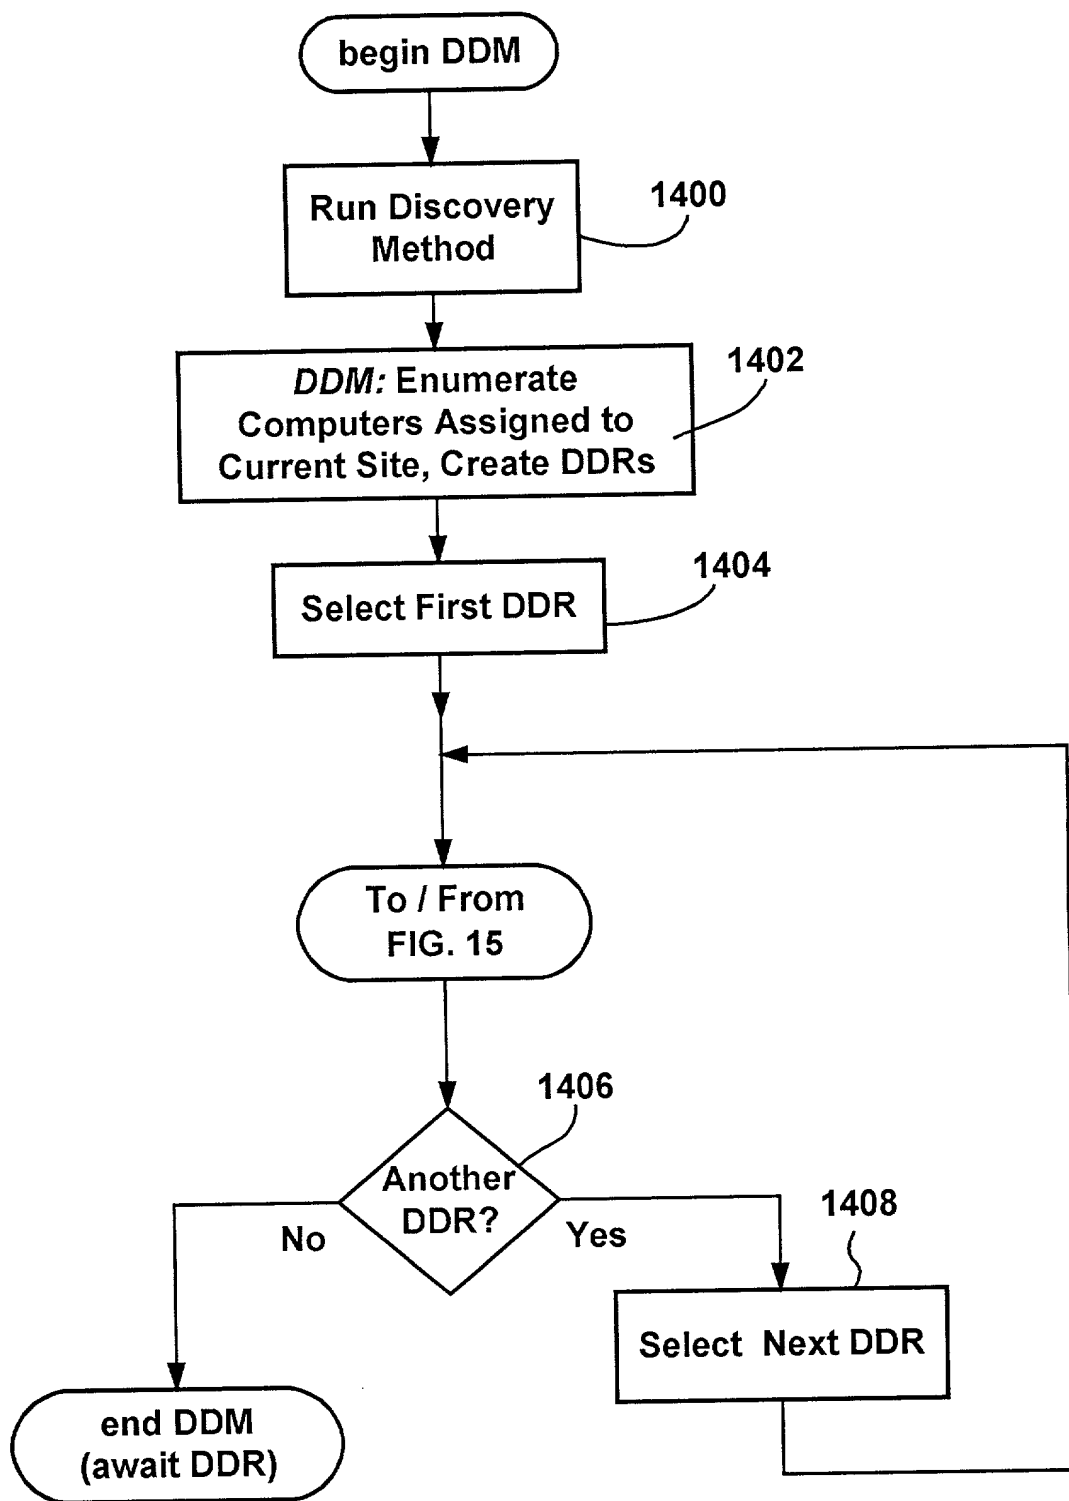 begin DDM
Run Discovery
Method
1400
DDM: Enumerate
Computers Assigned to
Current Site, Create DDRs
1402
Select First DDR
1404
To / From
FIG. 15
1406
Another
DDR?
No
Yes
1408
Select Next DDR
end DDM
(await DDR)